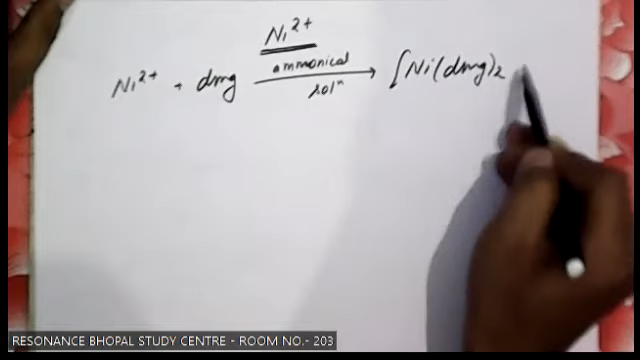 Ni²⁺
Ni²⁺ + dmg ammonical solⁿ → [Ni(dmg)₂
RESONANCE BHOPAL STUDY CENTRE - ROOM NO.- 203